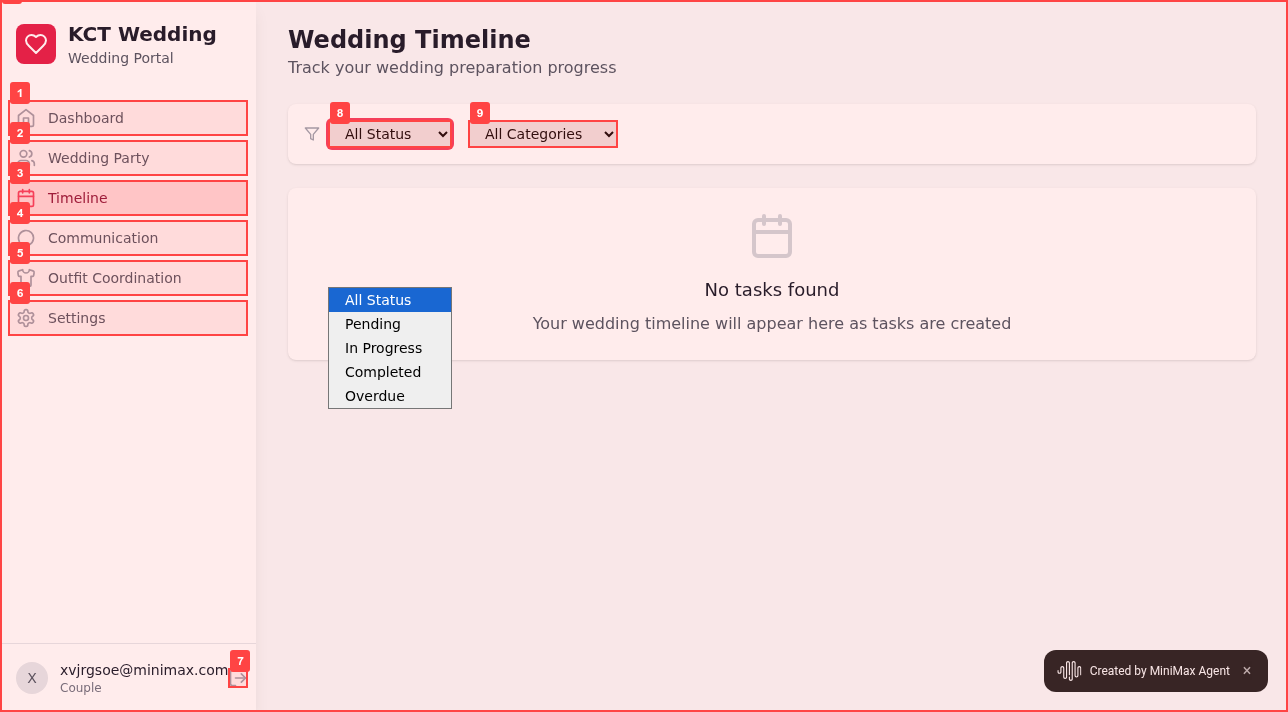 KCT Wedding
Wedding Portal
1
Dashboard
2
Wedding Party
3
Timeline
4
Communication
5
Outfit Coordination
6
Settings
Wedding Timeline
Track your wedding preparation progress
8
All Status
9
All Categories
No tasks found
Your wedding timeline will appear here as tasks are created
All Status
Pending
In Progress
Completed
Overdue
7
X
xvjrgsoe@minimax.com
Couple
Created by MiniMax Agent ×